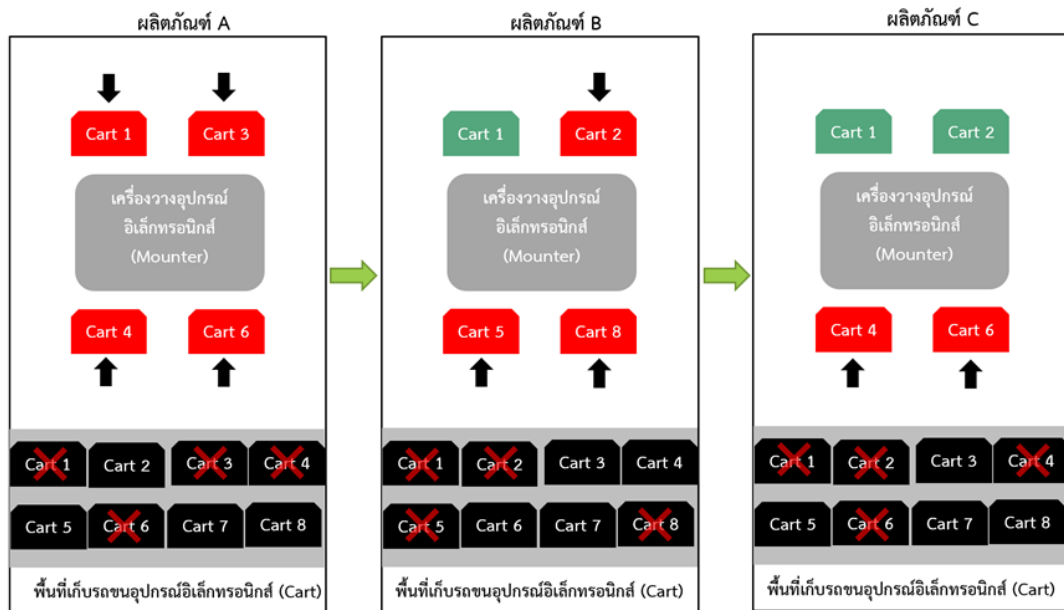 ผลิตภัณฑ์ A
Cart 1 Cart 3
เครื่องวางอุปกรณ์
อิเล็กทรอนิกส์
(Mounter)
Cart 4 Cart 6
Cart 1 Cart 2 Cart 3 Cart 4
Cart 5 Cart 6 Cart 7 Cart 8
พื้นที่เก็บรถขนอุปกรณ์อิเล็กทรอนิกส์ (Cart)
ผลิตภัณฑ์ B
Cart 1 Cart 2
เครื่องวางอุปกรณ์
อิเล็กทรอนิกส์
(Mounter)
Cart 5 Cart 8
Cart 1 Cart 2 Cart 3 Cart 4
Cart 5 Cart 6 Cart 7 Cart 8
พื้นที่เก็บรถขนอุปกรณ์อิเล็กทรอนิกส์ (Cart)
ผลิตภัณฑ์ C
Cart 1 Cart 2
เครื่องวางอุปกรณ์
อิเล็กทรอนิกส์
(Mounter)
Cart 4 Cart 6
Cart 1 Cart 2 Cart 3 Cart 4
Cart 5 Cart 6 Cart 7 Cart 8
พื้นที่เก็บรถขนอุปกรณ์อิเล็กทรอนิกส์ (Cart)